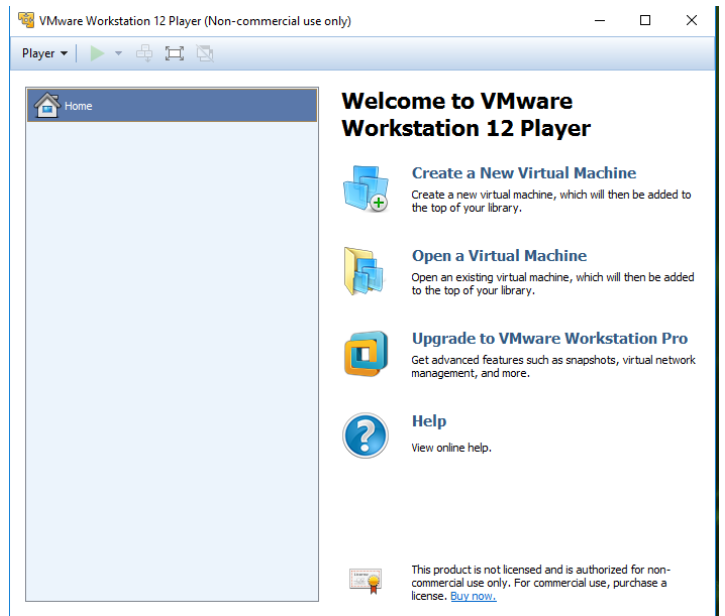 VMware Workstation 12 Player (Non-commercial use only)
Player
Home
Welcome to VMware
Workstation 12 Player
Create a New Virtual Machine
Create a new virtual machine, which will then be added to
the top of your library.
Open a Virtual Machine
Open an existing virtual machine, which will then be added
to the top of your library.
Upgrade to VMware Workstation Pro
Get advanced features such as snapshots, virtual network
management, and more.
Help
View online help.
This product is not licensed and is authorized for non-
commercial use only. For commercial use, purchase a
license. Buy now.